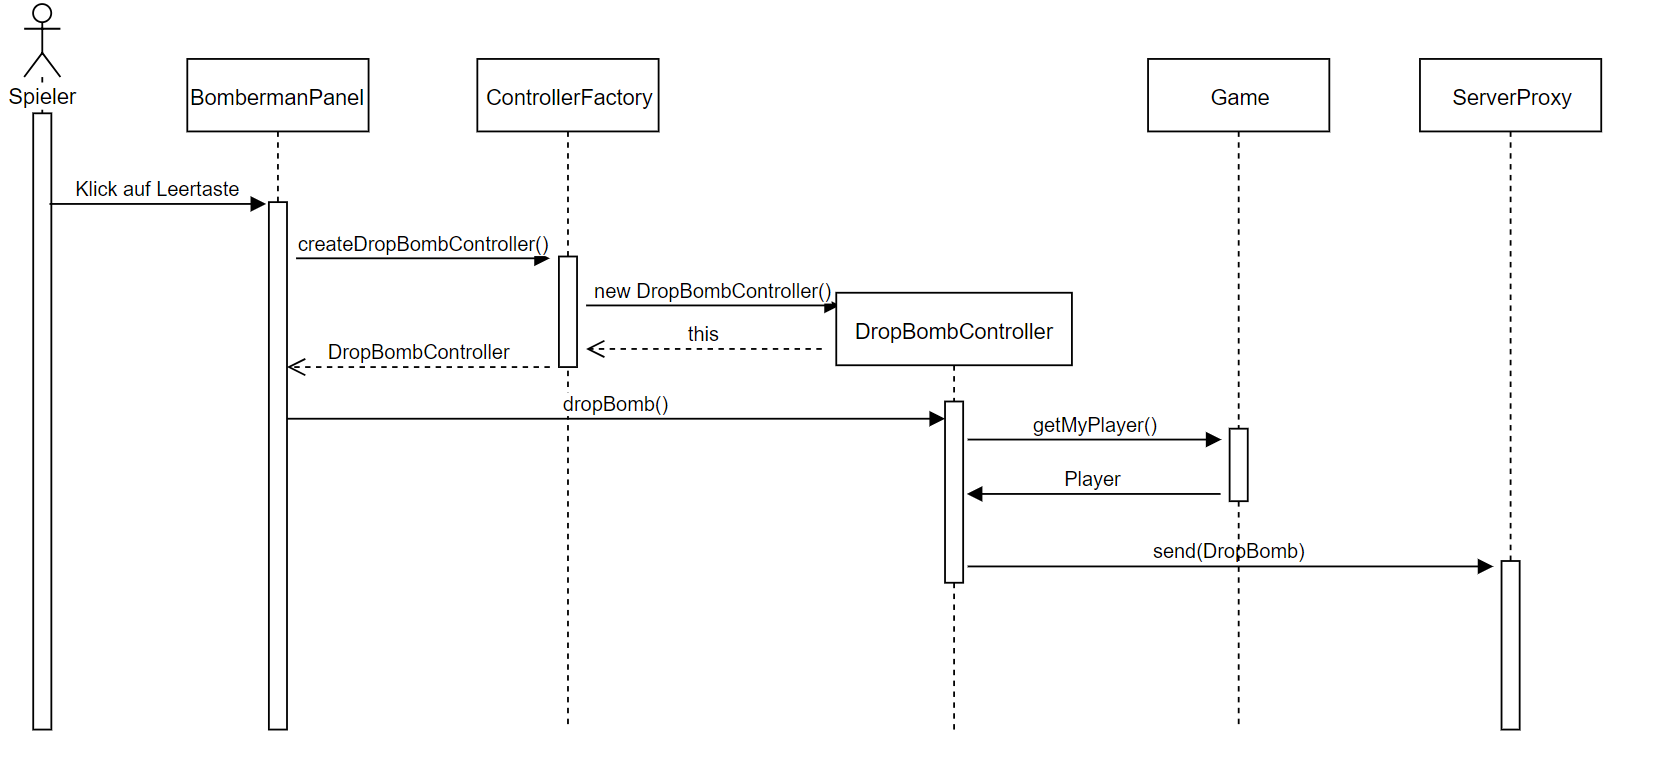 Spieler
BombermanPanel
ControllerFactory
Game
ServerProxy
Klick auf Leertaste
createDropBombController()
new DropBombController()
DropBombController
this
DropBombController
dropBomb()
getMyPlayer()
Player
send(DropBomb)